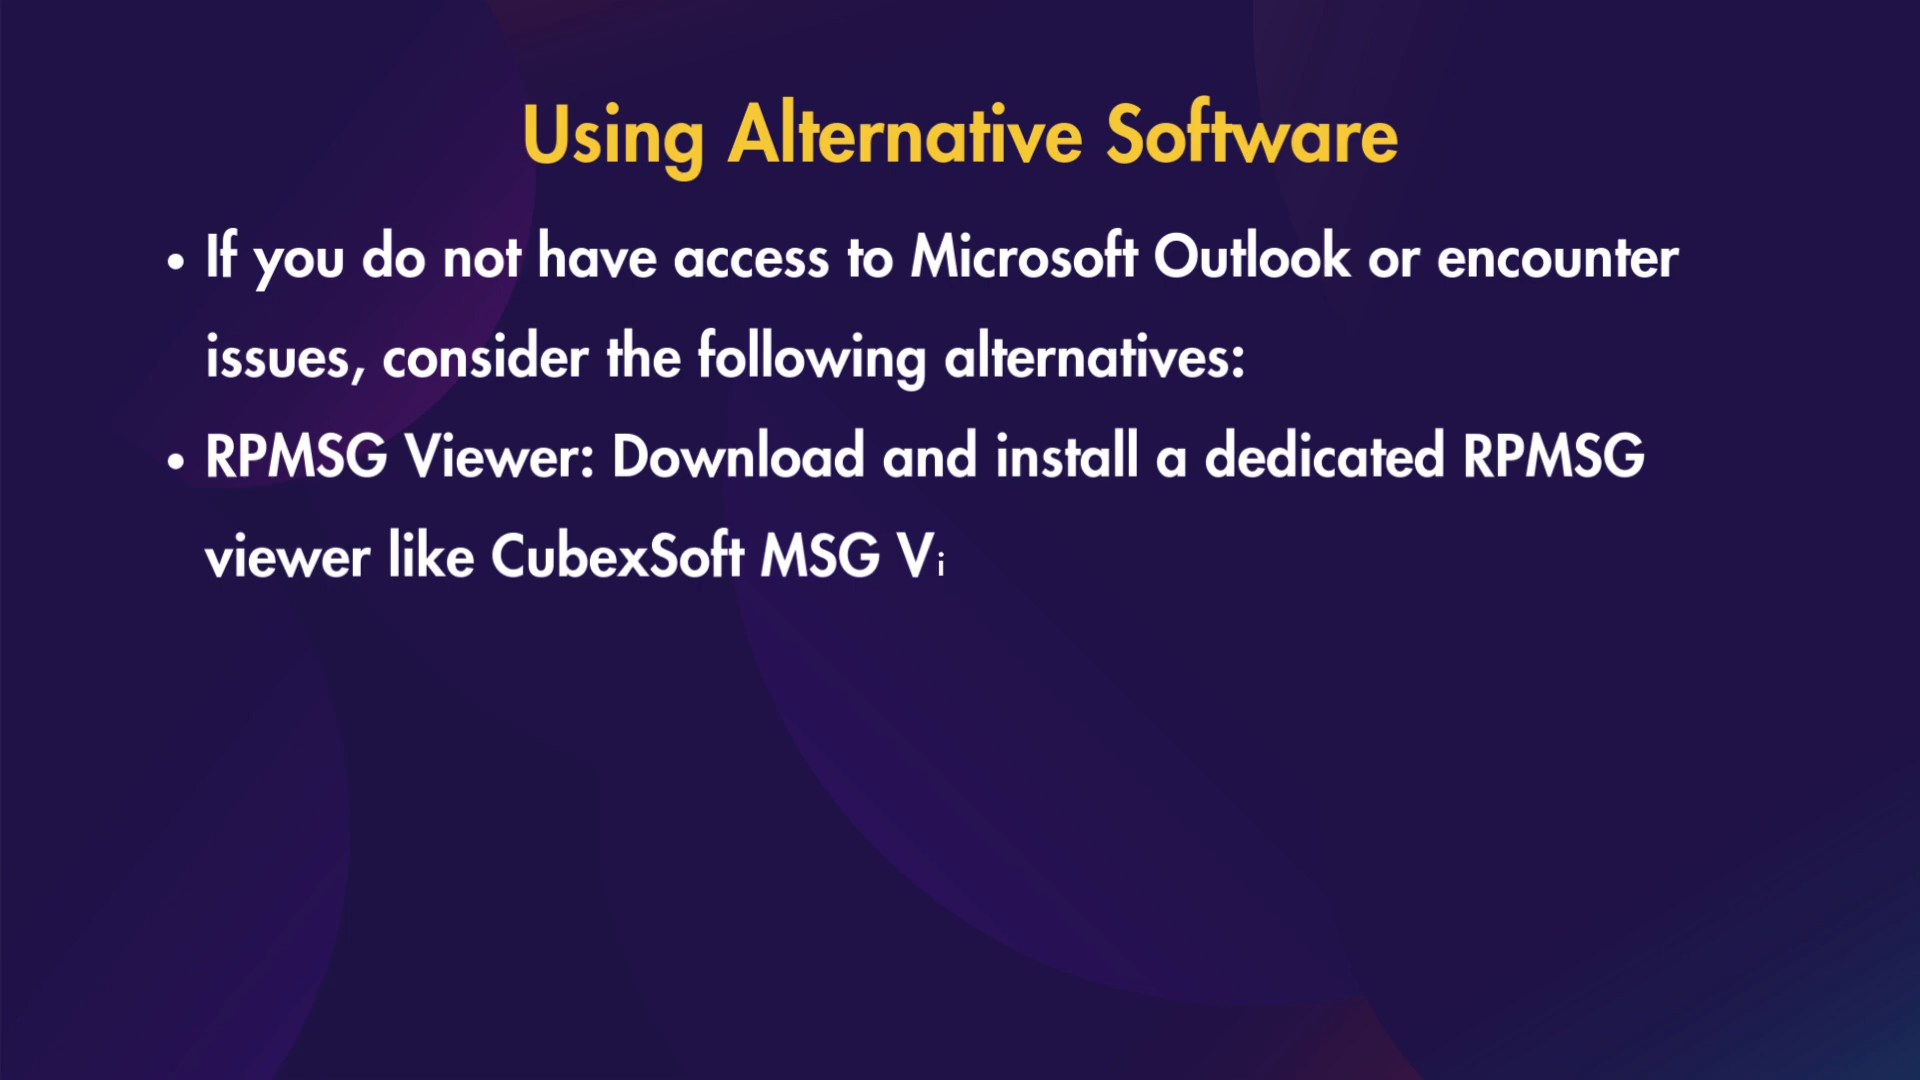 Using Alternative Software
• If you do not have access to Microsoft Outlook or encounter
issues, consider the following alternatives:
• RPMSG Viewer: Download and install a dedicated RPMSG
viewer like CubexSoft MSG Vi